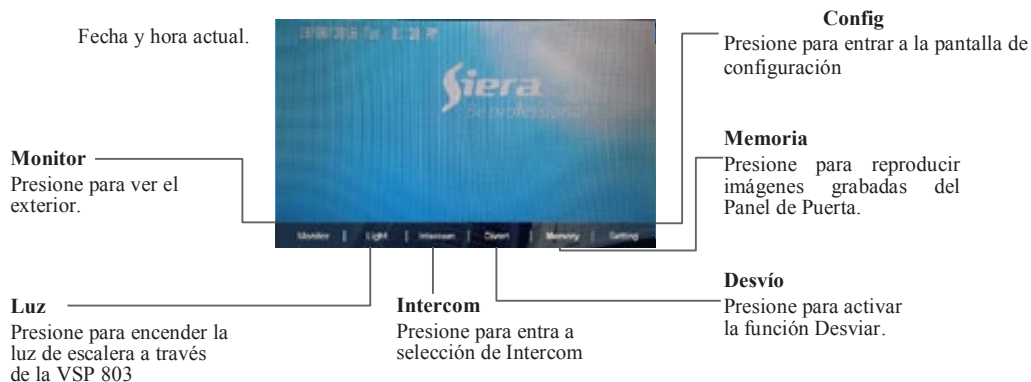 Fecha y hora actual.
Siera
Be professional
Monitor | Light | Intercom | Divert | Memory | Setting
Config
Presione para entrar a la pantalla de
configuración
Memoria
Presione para reproducir
imágenes grabadas del
Panel de Puerta.
Monitor
Presione para ver el
exterior.
Luz
Presione para encender la
luz de escalera a través
de la VSP 803
Intercom
Presione para entra a
selección de Intercom
Desvío
Presione para activar
la función Desviar.